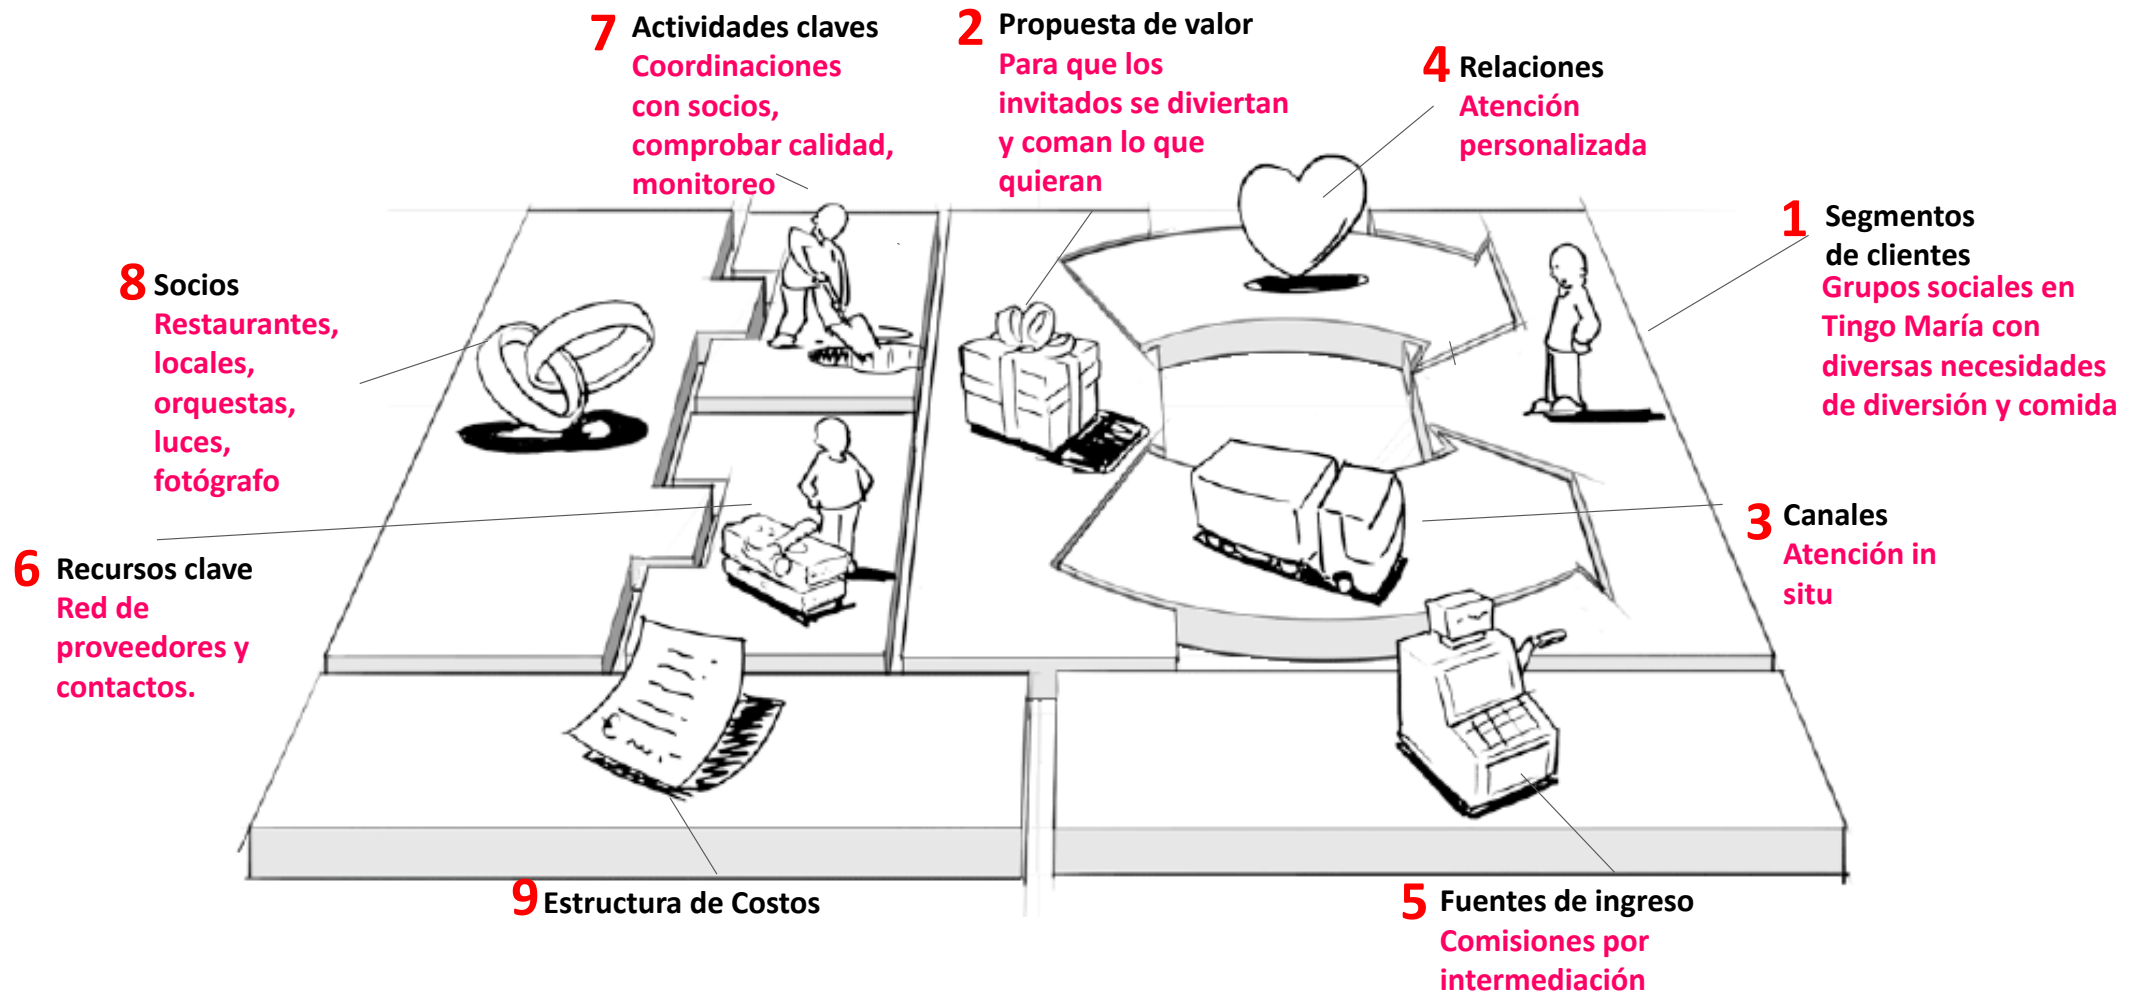 7 Actividades claves
Coordinaciones
con socios,
comprobar calidad,
monitoreo
2 Propuesta de valor
Para que los
invitados se diviertan
y coman lo que
quieran
4 Relaciones
Atención
personalizada
1 Segmentos
de clientes
Grupos sociales en
Tingo María con
diversas necesidades
de diversión y comida
8 Socios
Restaurantes,
locales,
orquestas,
luces,
fotógrafo
3 Canales
Atención in
situ
6 Recursos clave
Red de
proveedores y
contactos.
9 Estructura de Costos
5 Fuentes de ingreso
Comisiones por
intermediación